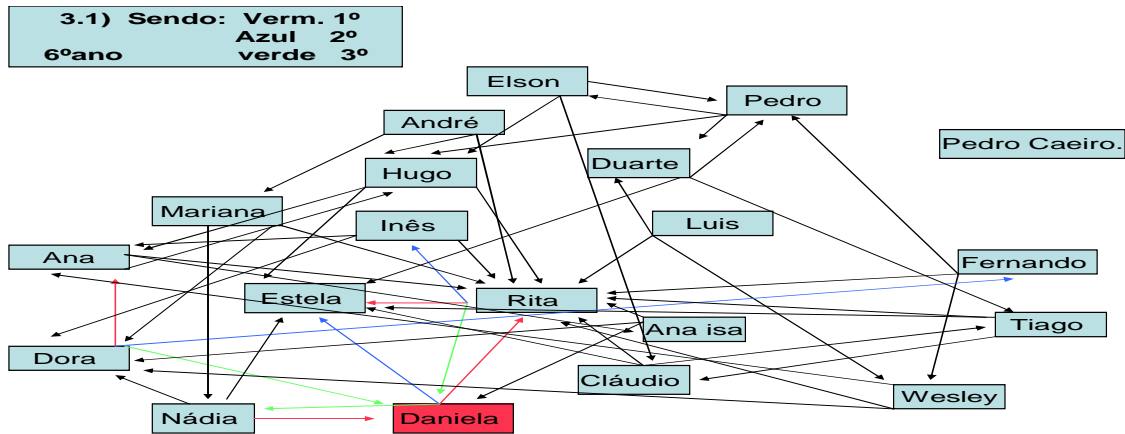 3.1) Sendo: Verm. 1º
Azul 2º
6ºano verde 3º
Elson
Pedro
André
Pedro Caeiro.
Duarte
Hugo
Mariana
Inês
Luis
Ana
Fernando
Estela
Rita
Ana isa
Tiago
Dora
Cláudio
Wesley
Nádia
Daniela